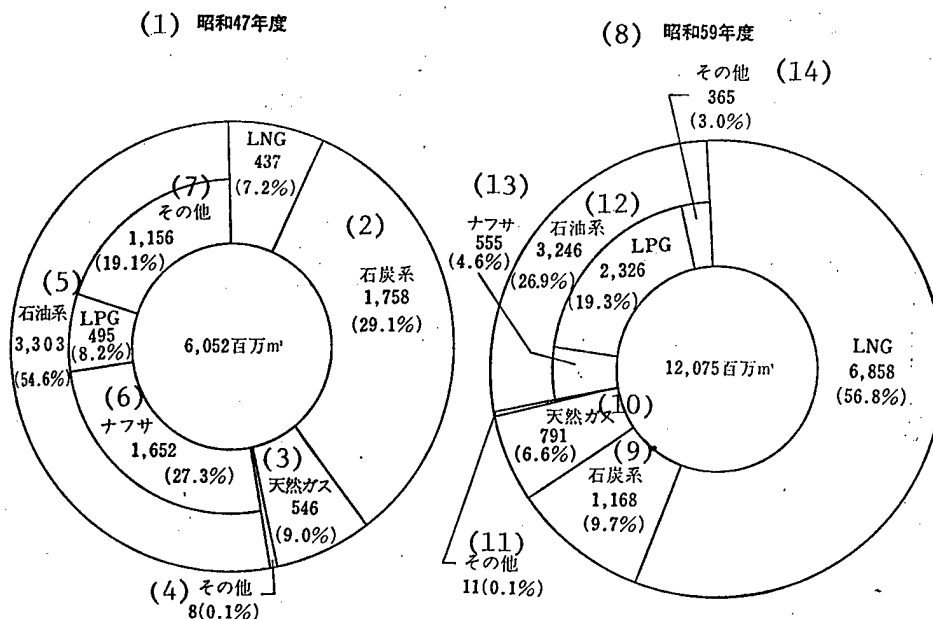 (1) 昭和47年度
LNG
437
(7.2%)
(2)
石炭系
1,758
(29.1%)
(3)
天然ガス
546
(9.0%)
(4) その他
8(0.1%)
(5)
石油系
3,303
(54.6%)
(6)
ナフサ
1,652
(27.3%)
LPG
495
(8.2%)
(7)
その他
1,156
(19.1%)
6,052百万m³
(8) 昭和59年度
LNG
6,858
(56.8%)
(9)
石炭系
1,168
(9.7%)
(10)
天然ガス
791
(6.6%)
(11)
その他
11(0.1%)
(12)
石油系
3,246
(26.9%)
(13)
ナフサ
555
(4.6%)
LPG
2,326
(19.3%)
その他 (14)
365
(3.0%)
12,075百万m³